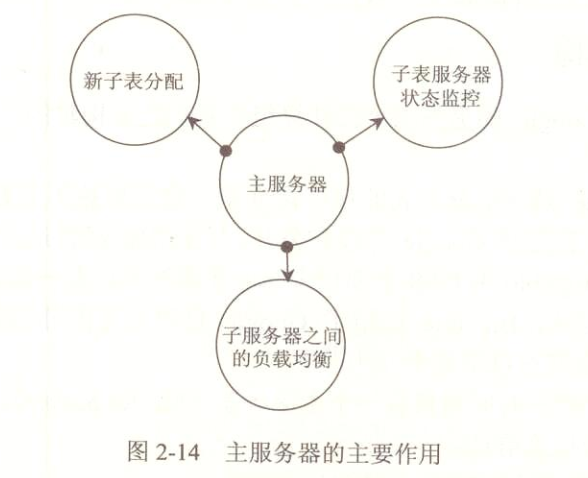 新子表分配
子表服务器
状态监控
主服务器
子服务器之间
的负载均衡
图 2-14 主服务器的主要作用